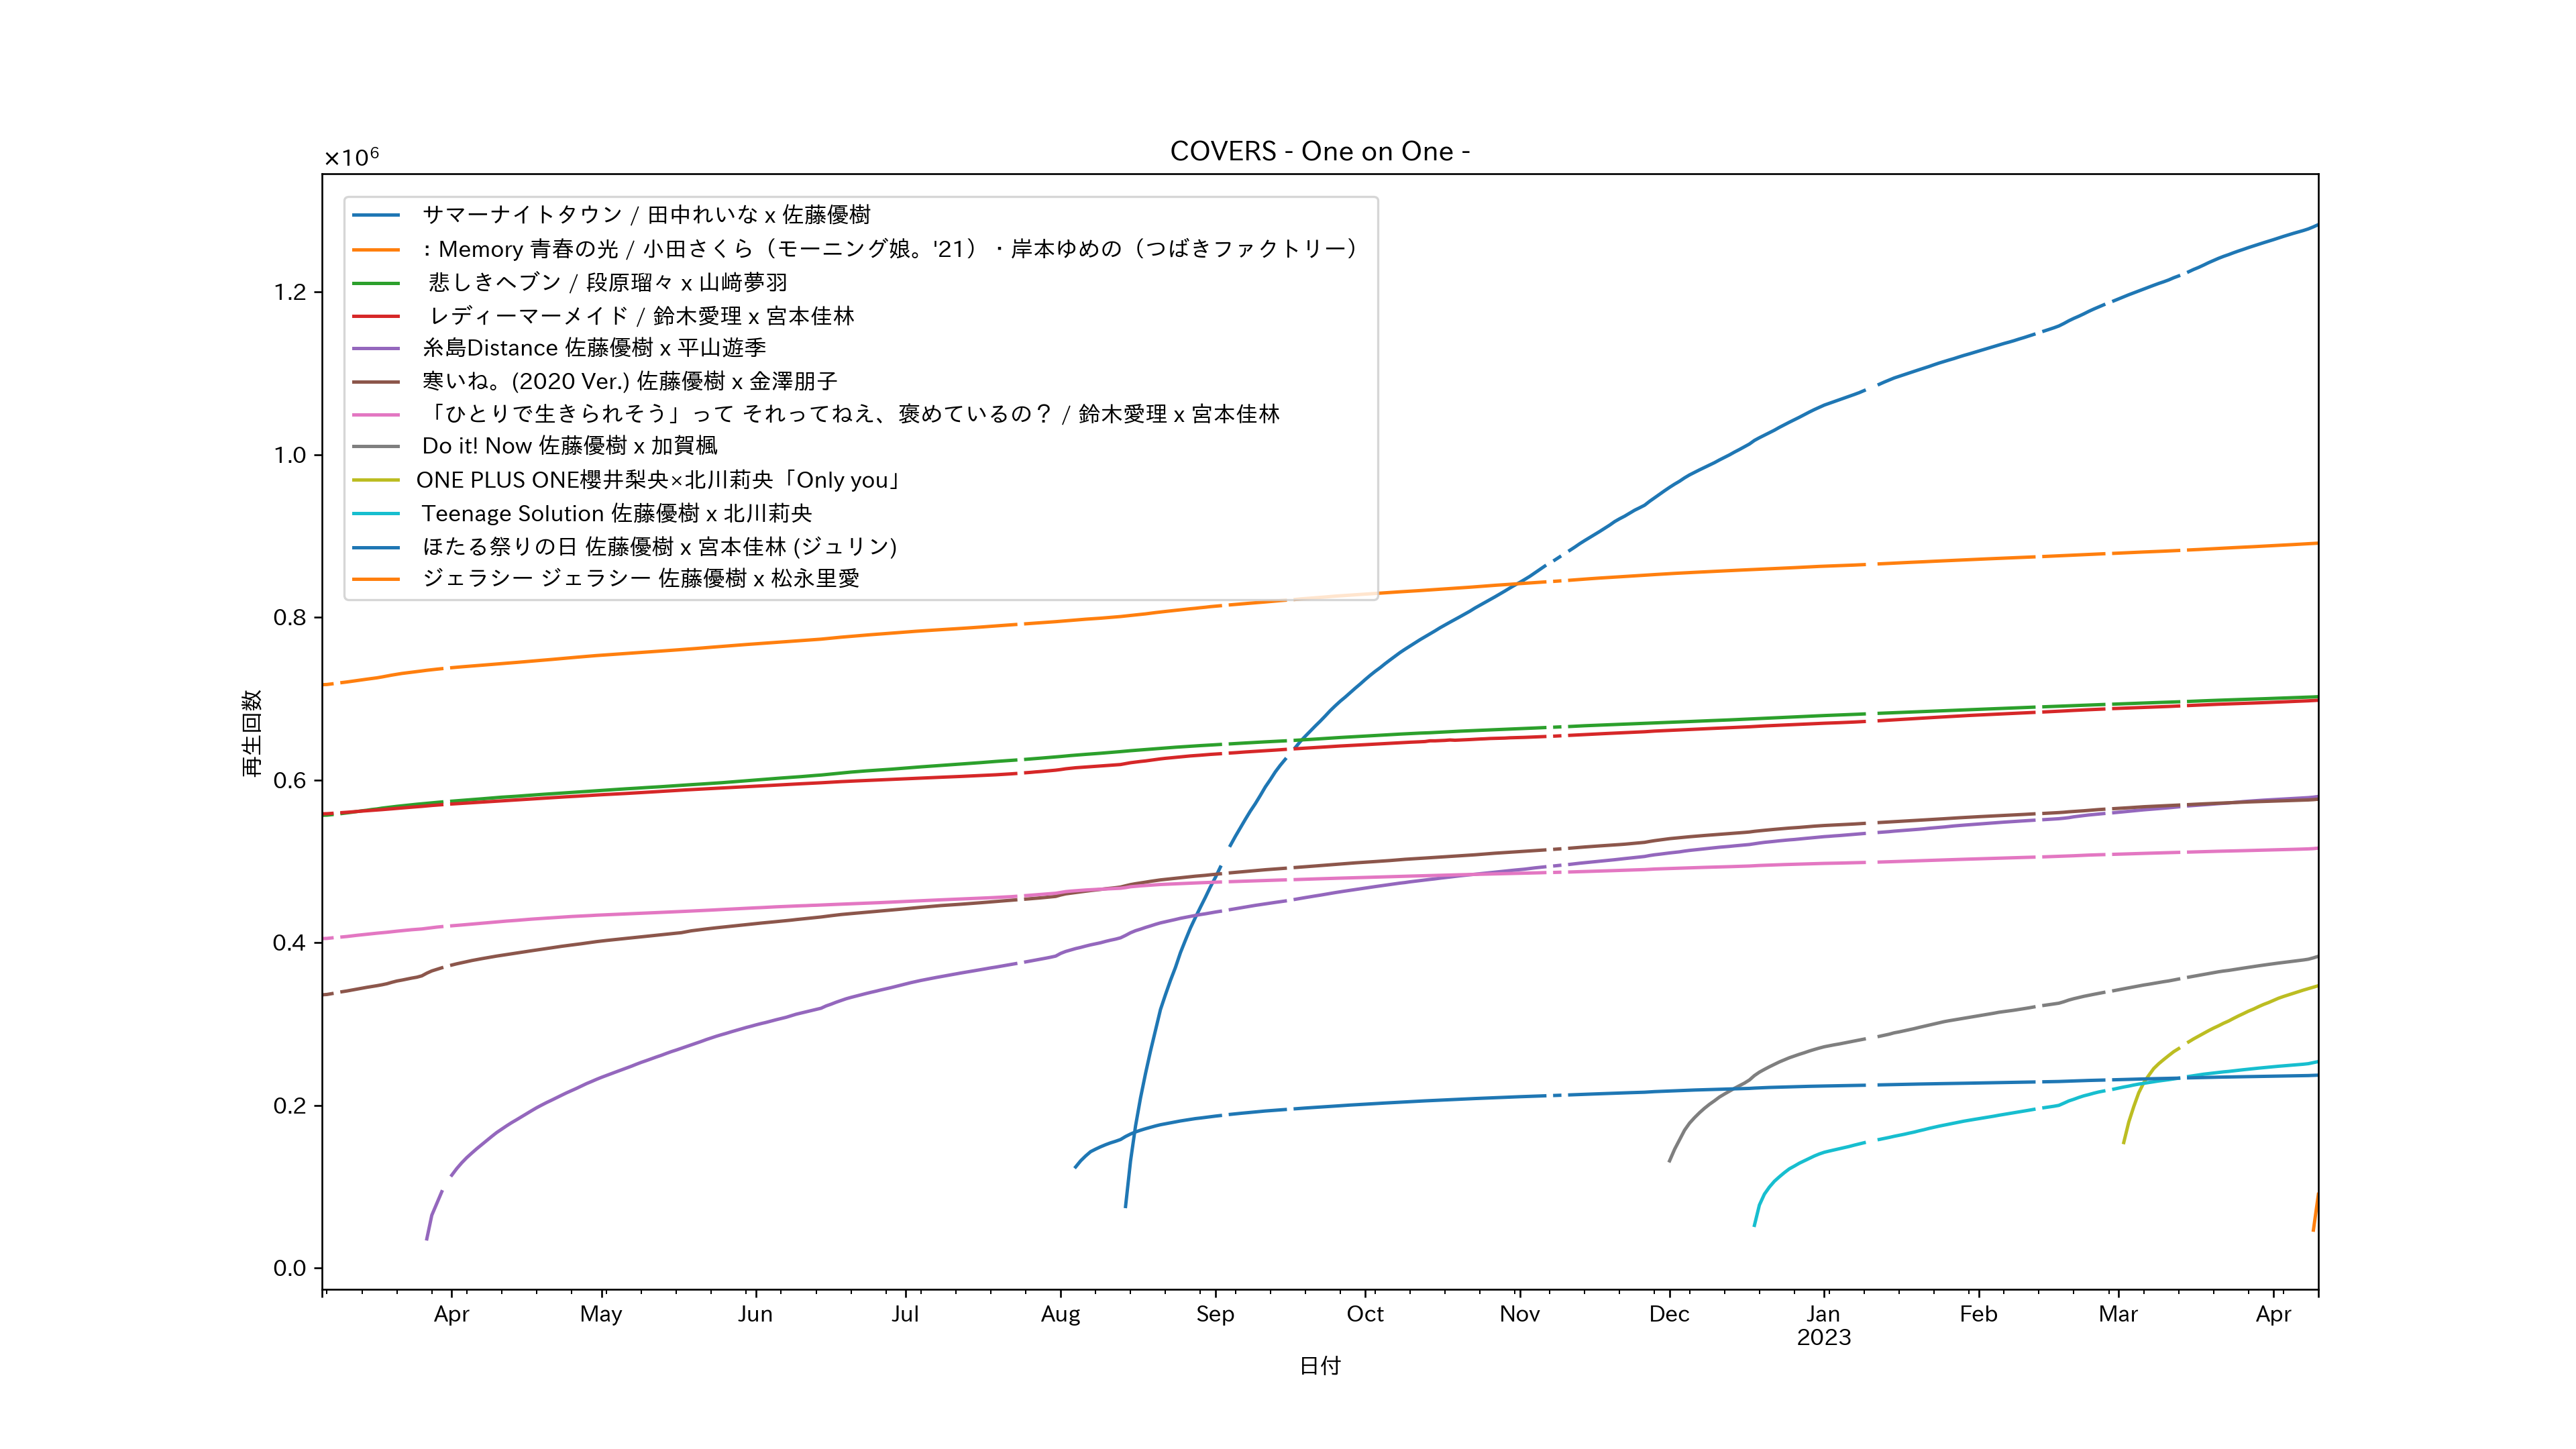 COVERS - One on One -
×10⁶
サマーナイトタウン / 田中れいな x 佐藤優樹
: Memory 青春の光 / 小田さくら（モーニング娘。'21）・岸本ゆめの（つばきファクトリー）
悲しきヘブン / 段原瑠々 x 山﨑夢羽
レディーマーメイド / 鈴木愛理 x 宮本佳林
糸島Distance 佐藤優樹 x 平山遊季
寒いね。(2020 Ver.) 佐藤優樹 x 金澤朋子
「ひとりで生きられそう」って それってねえ、褒めているの？ / 鈴木愛理 x 宮本佳林
Do it! Now 佐藤優樹 x 加賀楓
ONE PLUS ONE櫻井梨央×北川莉央「Only you」
Teenage Solution 佐藤優樹 x 北川莉央
ほたる祭りの日 佐藤優樹 x 宮本佳林 (ジュリン)
ジェラシー ジェラシー 佐藤優樹 x 松永里愛
1.2
1.0
0.8
0.6
0.4
0.2
0.0
再生回数
Apr May Jun Jul Aug Sep Oct Nov Dec Jan Feb Mar Apr
2023
日付